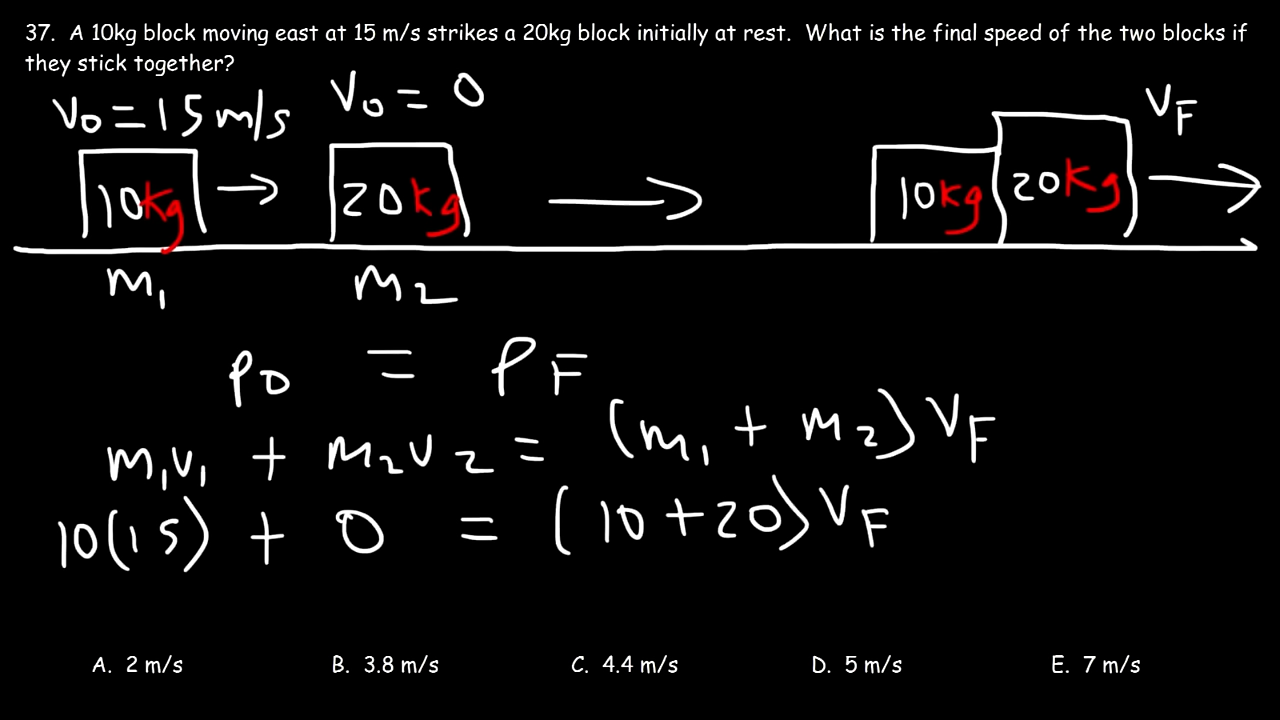 37. A 10kg block moving east at 15 m/s strikes a 20kg block initially at rest. What is the final speed of the two blocks if
they stick together?
V₀ = 15 m/s
V₀ = 0
V_F
10kg
20kg
10kg
20kg
m₁
m₂
P₀ = P_F
m₁v₁ + m₂v₂ = (m₁ + m₂) V_F
10(15) + 0 = (10+20) V_F
A. 2 m/s
B. 3.8 m/s
C. 4.4 m/s
D. 5 m/s
E. 7 m/s